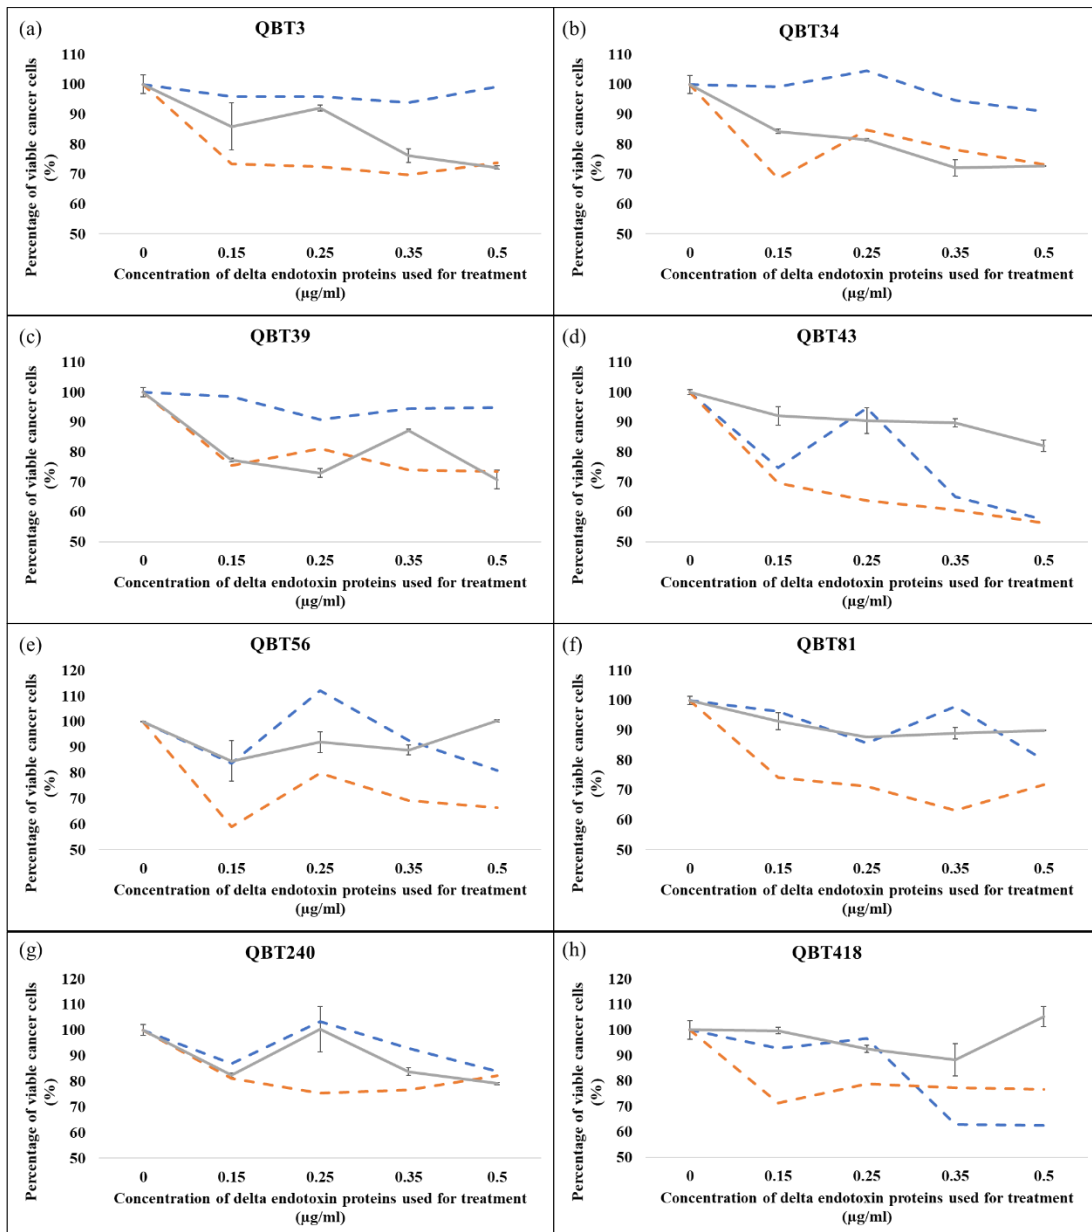 (a)
QBT3
110
100
90
80
70
60
50
Percentage of viable cancer cells
(%)
0 0.15 0.25 0.35 0.5
Concentration of delta endotoxin proteins used for treatment
(µg/ml)
(b)
QBT34
110
100
90
80
70
60
50
Percentage of viable cancer cells
(%)
0 0.15 0.25 0.35 0.5
Concentration of delta endotoxin proteins used for treatment
(µg/ml)
(c)
QBT39
110
100
90
80
70
60
50
Percentage of viable cancer cells
(%)
0 0.15 0.25 0.35 0.5
Concentration of delta endotoxin proteins used for treatment
(µg/ml)
(d)
QBT43
110
100
90
80
70
60
50
Percentage of viable cancer cells
(%)
0 0.15 0.25 0.35 0.5
Concentration of delta endotoxin proteins used for treatment
(µg/ml)
(e)
QBT56
120
110
100
90
80
70
60
50
Percentage of viable cancer cells
(%)
0 0.15 0.25 0.35 0.5
Concentration of delta endotoxin proteins used for treatment
(µg/ml)
(f)
QBT81
110
100
90
80
70
60
50
Percentage of viable cancer cells
(%)
0 0.15 0.25 0.35 0.5
Concentration of delta endotoxin proteins used for treatment
(µg/ml)
(g)
QBT240
120
110
100
90
80
70
60
50
Percentage of viable cancer cells
(%)
0 0.15 0.25 0.35 0.5
Concentration of delta endotoxin proteins used for treatment
(µg/ml)
(h)
QBT418
120
110
100
90
80
70
60
50
Percentage of viable cancer cells
(%)
0 0.15 0.25 0.35 0.5
Concentration of delta endotoxin proteins used for treatment
(µg/ml)